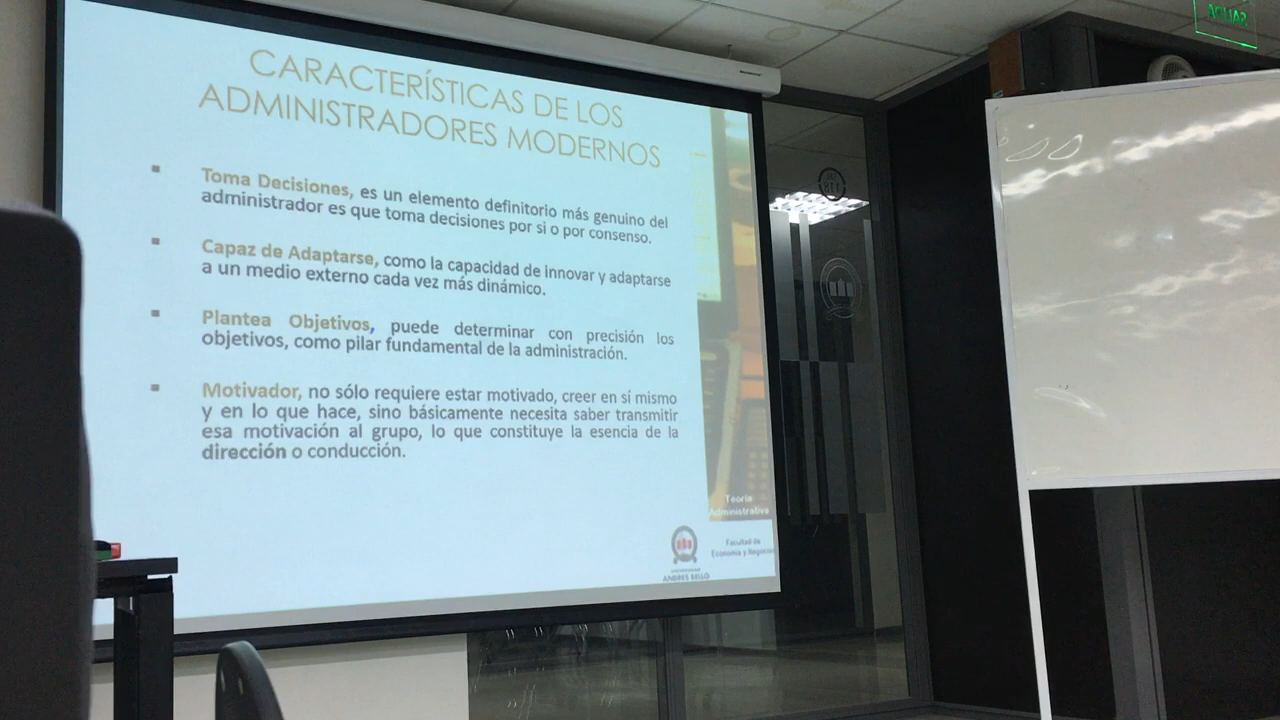 CARACTERÍSTICAS DE LOS
ADMINISTRADORES MODERNOS
▪ Toma Decisiones, es un elemento definitorio más genuino del
administrador es que toma decisiones por si o por consenso.
▪ Capaz de Adaptarse, como la capacidad de innovar y adaptarse
a un medio externo cada vez más dinámico.
▪ Plantea Objetivos, puede determinar con precisión los
objetivos, como pilar fundamental de la administración.
▪ Motivador, no sólo requiere estar motivado, creer en sí mismo
y en lo que hace, sino básicamente necesita saber transmitir
esa motivación al grupo, lo que constituye la esencia de la
dirección o conducción.
Teoría
Administrativa
Facultad de
Economía y Negocios
UNIVERSIDAD
ANDRES BELLO
SALIDA